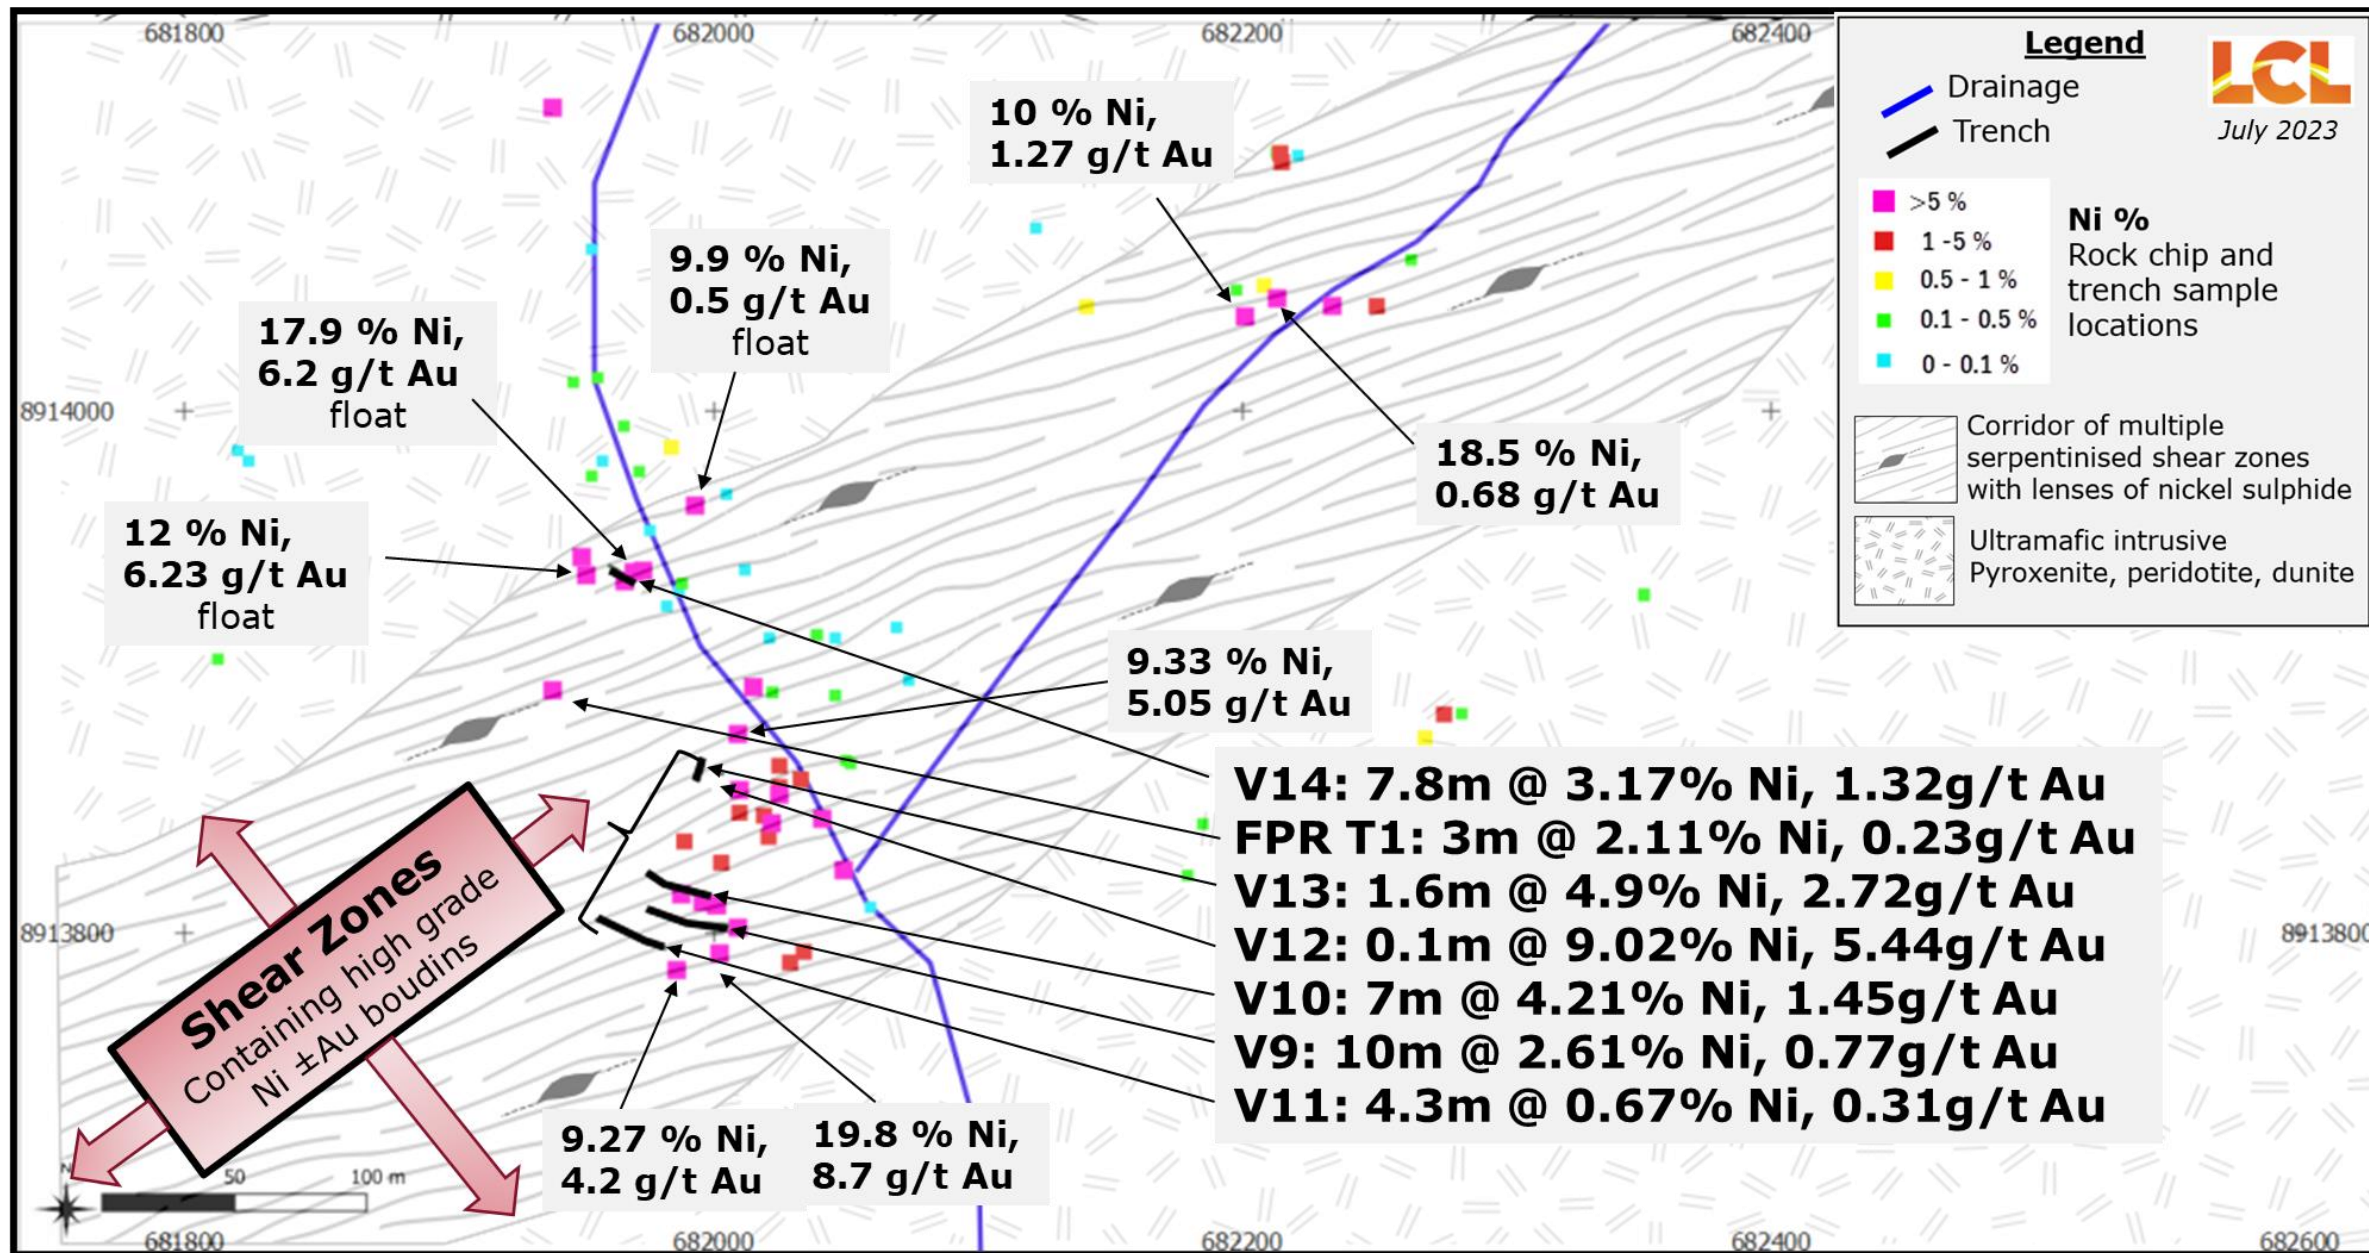 681800
682000
682200
682400
Legend
Drainage
Trench
LCL
July 2023
>5 %
1 -5 %
0.5 - 1 %
0.1 - 0.5 %
0 - 0.1 %
Ni %
Rock chip and
trench sample
locations
Corridor of multiple
serpentinised shear zones
with lenses of nickel sulphide
Ultramafic intrusive
Pyroxenite, peridotite, dunite
10 % Ni,
1.27 g/t Au
9.9 % Ni,
0.5 g/t Au
float
17.9 % Ni,
6.2 g/t Au
float
8914000
18.5 % Ni,
0.68 g/t Au
12 % Ni,
6.23 g/t Au
float
9.33 % Ni,
5.05 g/t Au
V14: 7.8m @ 3.17% Ni, 1.32g/t Au
FPR T1: 3m @ 2.11% Ni, 0.23g/t Au
V13: 1.6m @ 4.9% Ni, 2.72g/t Au
V12: 0.1m @ 9.02% Ni, 5.44g/t Au
V10: 7m @ 4.21% Ni, 1.45g/t Au
V9: 10m @ 2.61% Ni, 0.77g/t Au
V11: 4.3m @ 0.67% Ni, 0.31g/t Au
8913800
8913800
Shear Zones
Containing high grade
Ni ±Au boudins
9.27 % Ni,
4.2 g/t Au
19.8 % Ni,
8.7 g/t Au
N
50
100 m
681800
682000
682200
682400
682600